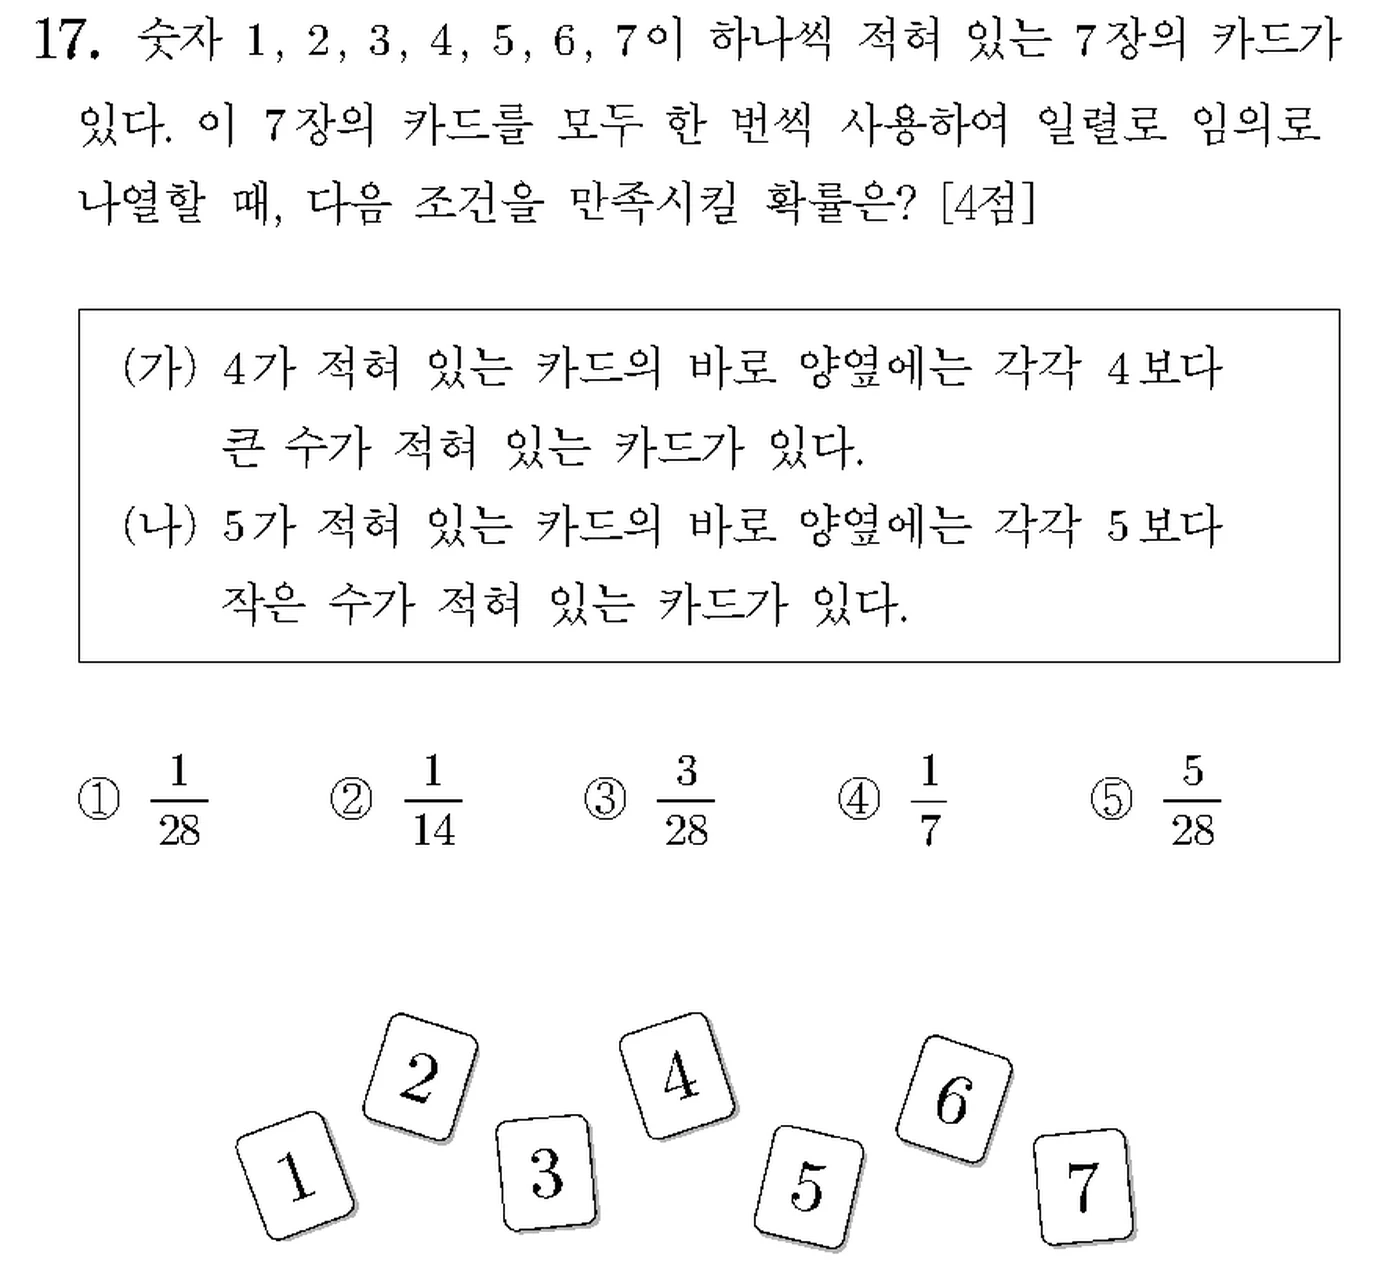 17. 숫자 1, 2, 3, 4, 5, 6, 7이 하나씩 적혀 있는 7장의 카드가
있다. 이 7장의 카드를 모두 한 번씩 사용하여 일렬로 임의로
나열할 때, 다음 조건을 만족시킬 확률은? [4점]
(가) 4가 적혀 있는 카드의 바로 양옆에는 각각 4보다
큰 수가 적혀 있는 카드가 있다.
(나) 5가 적혀 있는 카드의 바로 양옆에는 각각 5보다
작은 수가 적혀 있는 카드가 있다.
① 1/28 ② 1/14 ③ 3/28 ④ 1/7 ⑤ 5/28
1 2 3 4 5 6 7